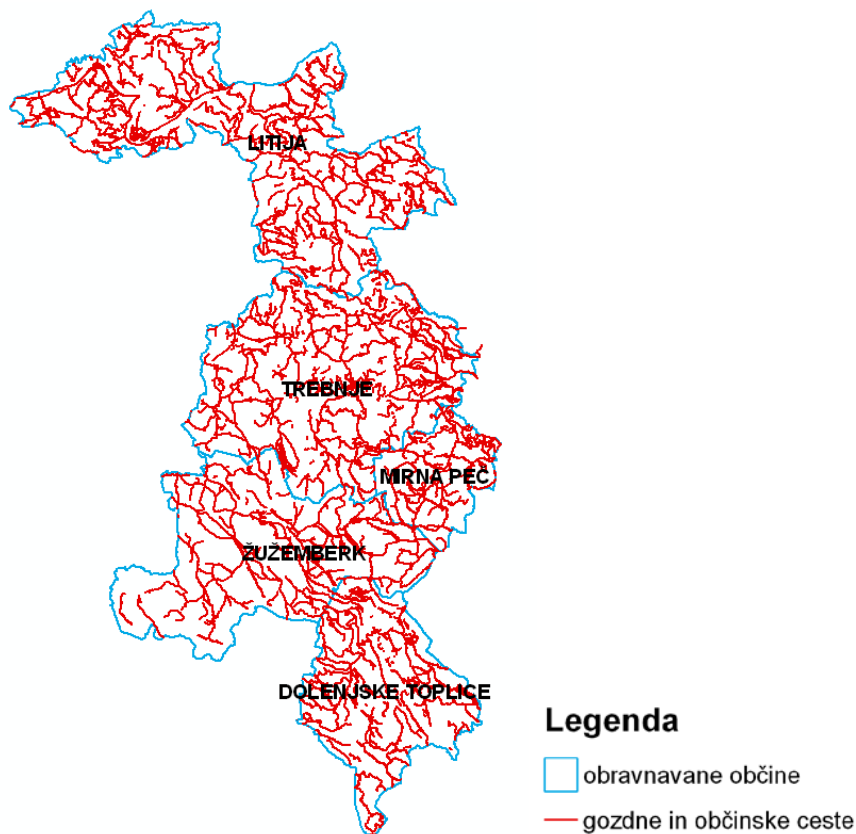 LITIJA
TREBNJE
MIRNA PEČ
ŽUŽEMBERK
DOLENJSKE TOPLICE
Legenda
obravnavane občine
gozdne in občinske ceste